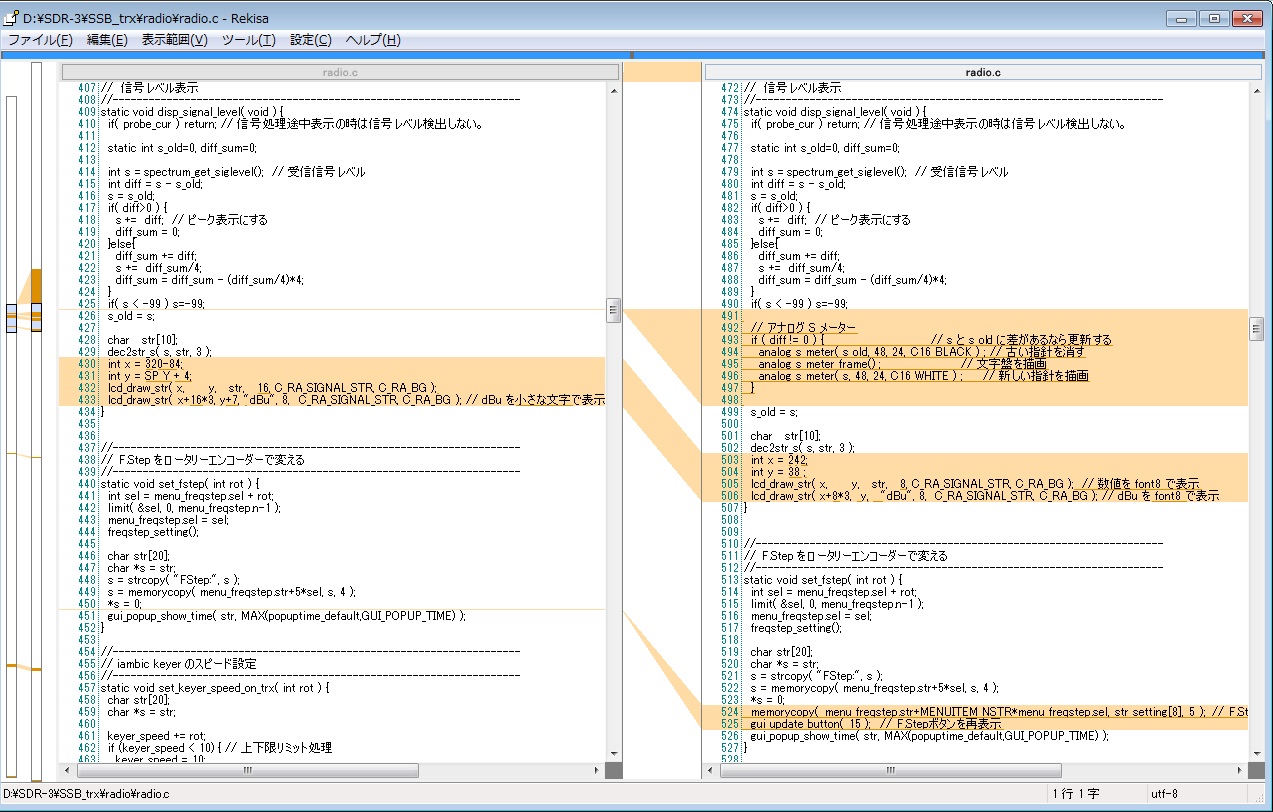 D:¥SDR-3¥SSB_trx¥radio¥radio.c - Rekisa
ファイル(F) 編集(E) 表示範囲(V) ツール(T) 設定(C) ヘルプ(H)
radio.c
407 // 信号レベル表示
408 //--------------------------------------------------------------------
409 static void disp_signal_level( void ) {
410 if( probe_cur ) return; // 信号処理途中表示の時は信号レベル検出しない。
411
412 static int s_old=0, diff_sum=0;
413
414 int s = spectrum_get_siglevel(); // 受信信号レベル
415 int diff = s - s_old;
416 s = s_old;
417 if( diff>0 ) {
418 s += diff; // ピーク表示にする
419 diff_sum = 0;
420 }else{
421 diff_sum += diff;
422 s += diff_sum/4;
423 diff_sum = diff_sum - (diff_sum/4)*4;
424 }
425 if( s < -99 ) s=-99;
426 s_old = s;
427
428 char str[10];
429 dec2str_s( s, str, 3 );
430 int x = 320-84;
431 int y = SP_Y + 4;
432 lcd_draw_str( x, y, str, 16, C_RA_SIGNAL_STR, C_RA_BG );
433 lcd_draw_str( x+16*3, y+7, "dBu", 8, C_RA_SIGNAL_STR, C_RA_BG ); // dBu を小さな文字で表示
434 }
435
436
437 //--------------------------------------------------------------------
438 // F.Step をロータリーエンコーダーで変える
439 //--------------------------------------------------------------------
440 static void set_fstep( int rot ) {
441 int sel = menu_freqstep.sel + rot;
442 limit( &sel, 0, menu_freqstep.n-1 );
443 menu_freqstep.sel = sel;
444 freqstep_setting();
445
446 char str[20];
447 char *s = str;
448 s = strcopy( "FStep:", s );
449 s = memorycopy( menu_freqstep.str+5*sel, s, 4 );
450 *s = 0;
451 gui_popup_show_time( str, MAX(popuptime_default,GUI_POPUP_TIME) );
452 }
453
454 //--------------------------------------------------------------------
455 // iambic keyer のスピード設定
456 //--------------------------------------------------------------------
457 static void set_keyer_speed_on_trx( int rot ) {
458 char str[20];
459 char *s = str;
460
461 keyer_speed += rot;
462 if (keyer_speed < 10) { // 上下限リミット処理
463 keyer_speed = 10;
radio.c
472 // 信号レベル表示
473 //--------------------------------------------------------------------
474 static void disp_signal_level( void ) {
475 if( probe_cur ) return; // 信号処理途中表示の時は信号レベル検出しない。
476
477 static int s_old=0, diff_sum=0;
478
479 int s = spectrum_get_siglevel(); // 受信信号レベル
480 int diff = s - s_old;
481 s = s_old;
482 if( diff>0 ) {
483 s += diff; // ピーク表示にする
484 diff_sum = 0;
485 }else{
486 diff_sum += diff;
487 s += diff_sum/4;
488 diff_sum = diff_sum - (diff_sum/4)*4;
489 }
490 if( s < -99 ) s=-99;
491
492 // アナログ S メーター
493 if ( diff != 0 ) { // s と s_old に差があるなら更新する
494 analog_s_meter( s_old, 48, 24, C16_BLACK ) ; // 古い指針を消す
495 analog_s_meter_frame(); // 文字盤を描画
496 analog_s_meter( s, 48, 24, C16_WHITE ) ; // 新しい指針を描画
497 }
498
499 s_old = s;
500
501 char str[10];
502 dec2str_s( s, str, 3 );
503 int x = 242;
504 int y = 38 ;
505 lcd_draw_str( x, y, str, 8, C_RA_SIGNAL_STR, C_RA_BG ); // 数値を font8 で表示
506 lcd_draw_str( x+8*3, y, "dBu", 8, C_RA_SIGNAL_STR, C_RA_BG ); // dBu を font8 で表示
507 }
508
509
510 //--------------------------------------------------------------------
511 // F.Step をロータリーエンコーダーで変える
512 //--------------------------------------------------------------------
513 static void set_fstep( int rot ) {
514 int sel = menu_freqstep.sel + rot;
515 limit( &sel, 0, menu_freqstep.n-1 );
516 menu_freqstep.sel = sel;
517 freqstep_setting();
518
519 char str[20];
520 char *s = str;
521 s = strcopy( "FStep:", s );
522 s = memorycopy( menu_freqstep.str+5*sel, s, 4 );
523 *s = 0;
524 memorycopy( menu_freqstep.str+MENUITEM_NSTR*menu_freqstep.sel, str_setting[8], 5 ); // F.St
525 gui_update_button( 15 ); // F.Stepボタンを再表示
526 gui_popup_show_time( str, MAX(popuptime_default,GUI_POPUP_TIME) );
527 }
528
D:¥SDR-3¥SSB_trx¥radio¥radio.c 1 行 1 字 utf-8